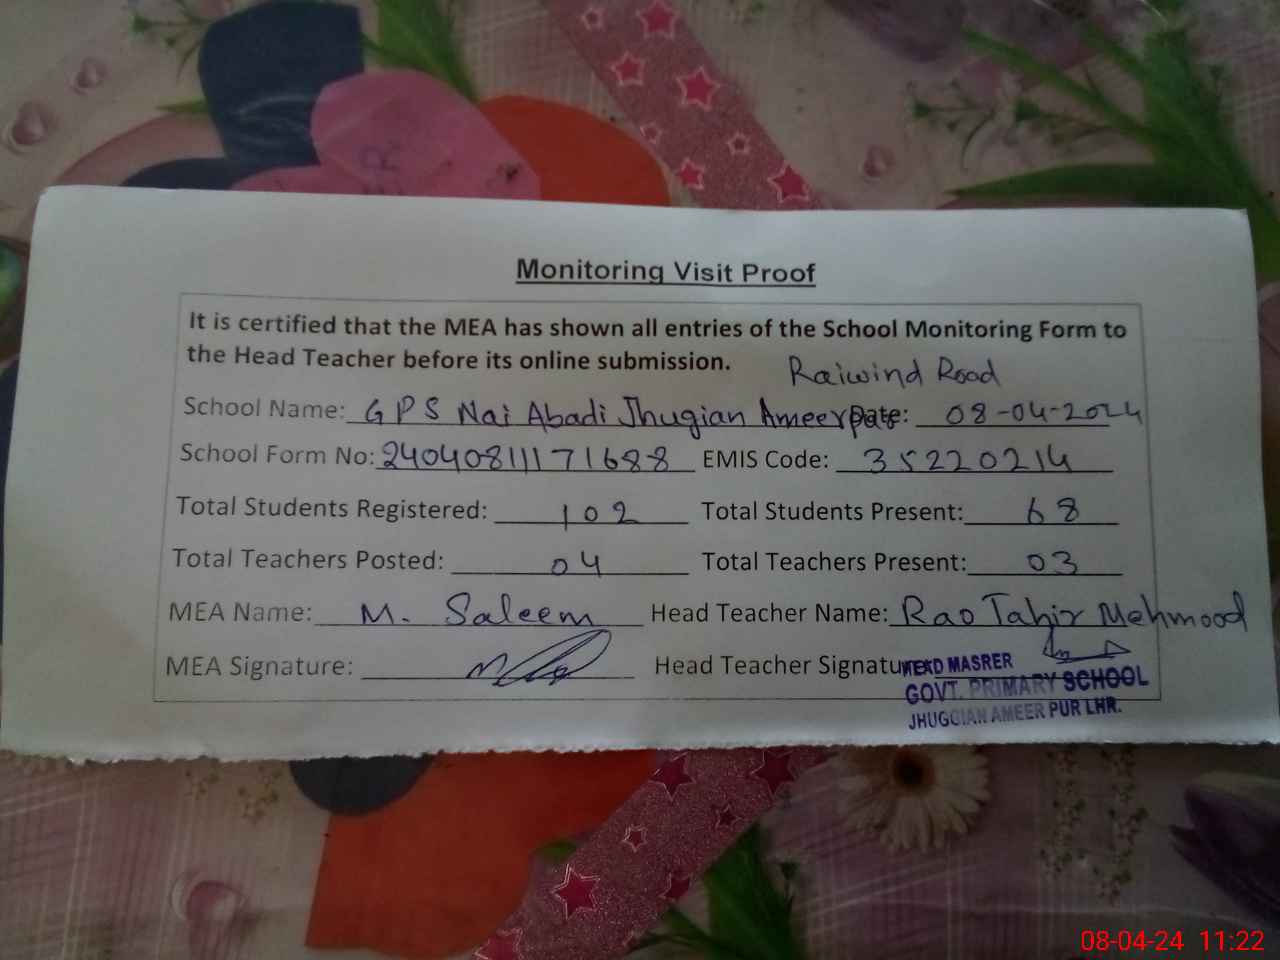 Monitoring Visit Proof
It is certified that the MEA has shown all entries of the School Monitoring Form to
the Head Teacher before its online submission.
Raiwind Road
School Name: GPS Nai Abadi Jhugian Ameerpur Date: 08-04-2024
School Form No: 24040811171688 EMIS Code: 35220214
Total Students Registered: 102 Total Students Present: 68
Total Teachers Posted: 04 Total Teachers Present: 03
MEA Name: M. Saleem Head Teacher Name: Rao Tahir Mehmood
MEA Signature: Head Teacher Signature:
HEAD MASRER
GOVT. PRIMARY SCHOOL
JHUGGIAN AMEER PUR LHR.
08-04-24 11:22